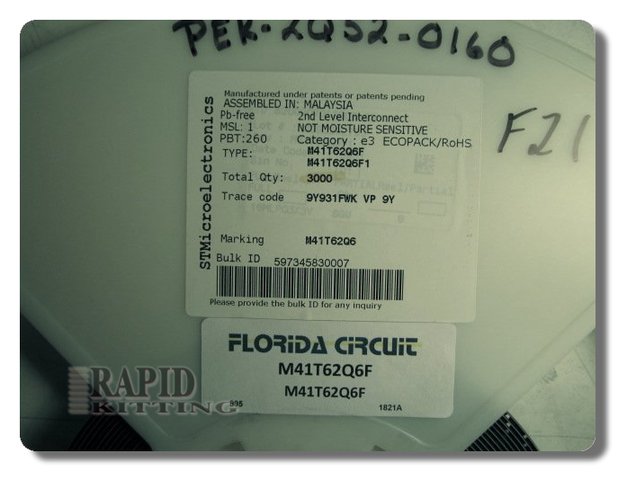 PER-2Q52-0160
F21
STMicroelectronics
Manufactured under patents or patents pending
ASSEMBLED IN: MALAYSIA
Pb-free 2nd Level Interconnect
MSL: 1 NOT MOISTURE SENSITIVE
PBT:260 Category : e3 ECOPACK/RoHS
TYPE: M41T62Q6F
M41T62Q6F1
Total Qty: 3000
Trace code 9Y931FWK VP 9Y
Marking M41T62Q6
Bulk ID 597345830007
Please provide the bulk ID for any inquiry
FLORIDA CIRCUIT
M41T62Q6F
M41T62Q6F
895 1821A
RAPID
KITTING